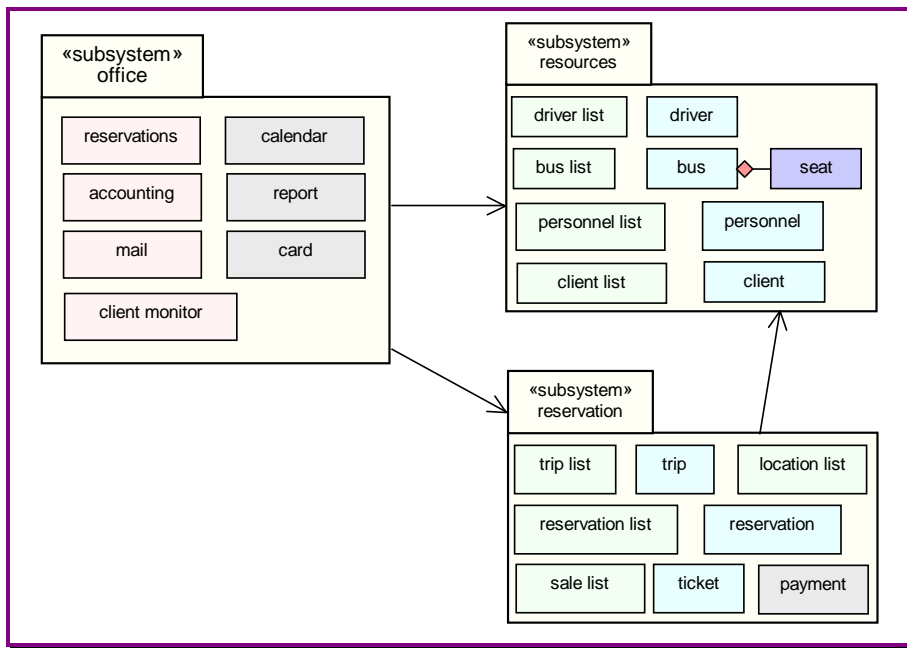 «subsystem»
office
reservations
calendar
accounting
report
mail
card
client monitor
«subsystem»
resources
driver list
driver
bus list
bus
seat
personnel list
personnel
client list
client
«subsystem»
reservation
trip list
trip
location list
reservation list
reservation
sale list
ticket
payment